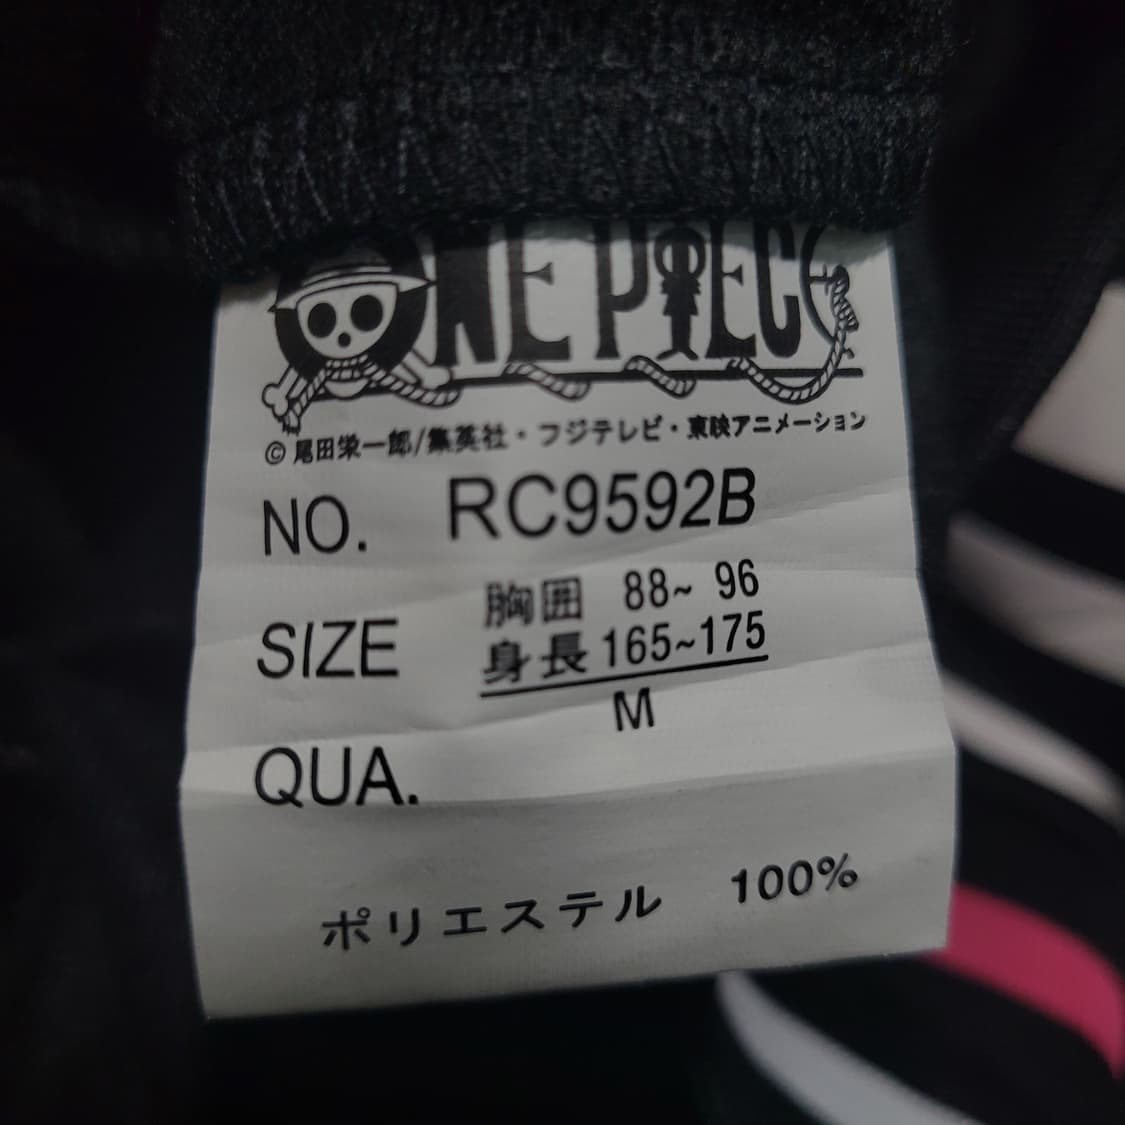 ONE PIECE
© 尾田栄一郎/集英社・フジテレビ・東映アニメーション
NO. RC9592B
胸囲 88~ 96
SIZE 身長 165~175
M
QUA.
ポリエステル 100%